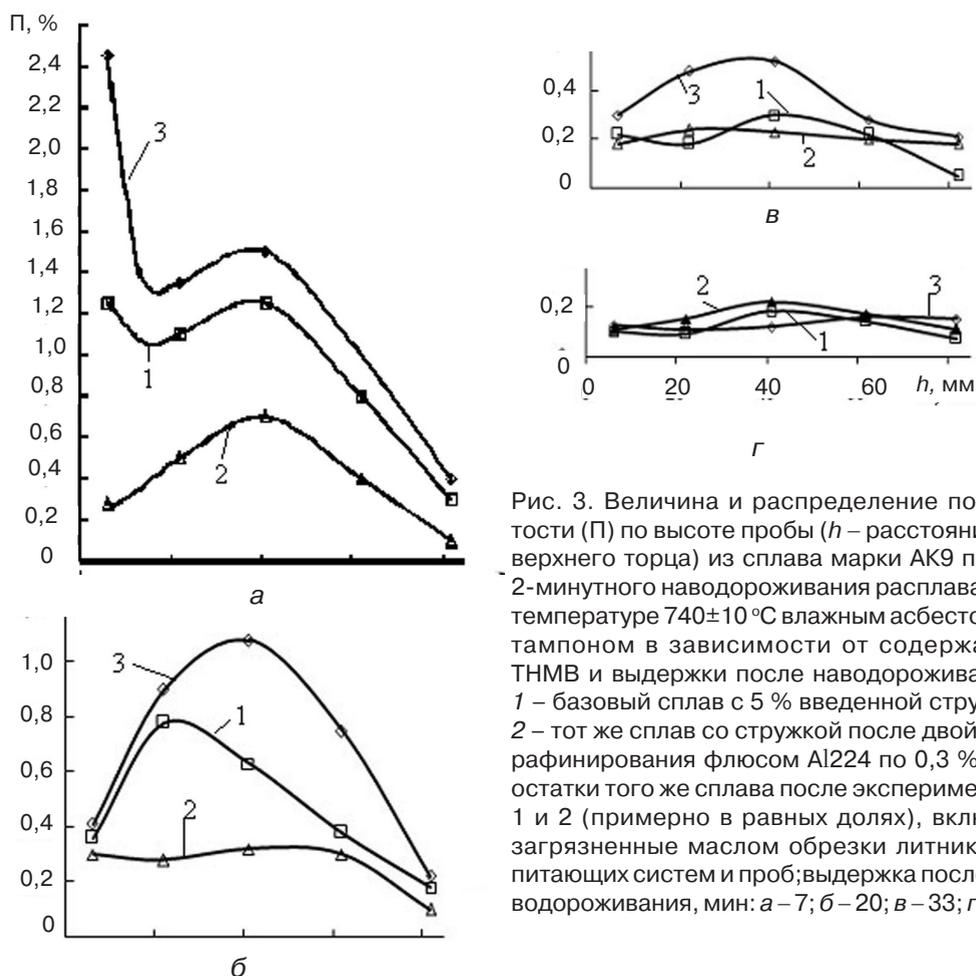 П, %
2,4
2,2
2,0
1,8
1,6
1,4
1,2
1,0
0,8
0,6
0,4
0,2
0
3
1
2
а
1,0
0,8
0,6
0,4
0,2
0
3
1
2
б
0,4
0,2
0
3
1
2
в
0,2
0
2
3
1
0 20 40 60 h, мм
г
Рис. 3. Величина и распределение по
тости (П) по высоте пробы (h – расстояни
верхнего торца) из сплава марки АК9 п
2-минутного наводороживания расплава
температуре 740±10 °С влажным асбесто
тампоном в зависимости от содержа
ТНМВ и выдержки после наводорожива
1 – базовый сплав с 5 % введенной стру
2 – тот же сплав со стружкой после двой
рафинирования флюсом Al224 по 0,3 %
остатки того же сплава после эксперимe
1 и 2 (примерно в равных долях), вклю
загрязненные маслом обрезки литник
питающих систем и проб;выдержка после
водороживания, мин: а – 7; б – 20; в – 33; г